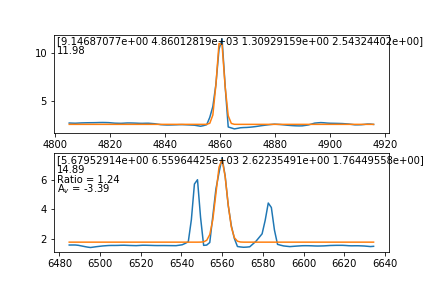 [9.14687077e+00 4.86012819e+03 1.30929159e+00 2.54324402e+00]
11.98
10
5
4800 4820 4840 4860 4880 4900 4920
[5.67952914e+00 6.55964425e+03 2.62235491e+00 1.76449558e+00]
14.89
Ratio = 1.24
Av = -3.39
6
4
2
6480 6500 6520 6540 6560 6580 6600 6620 6640